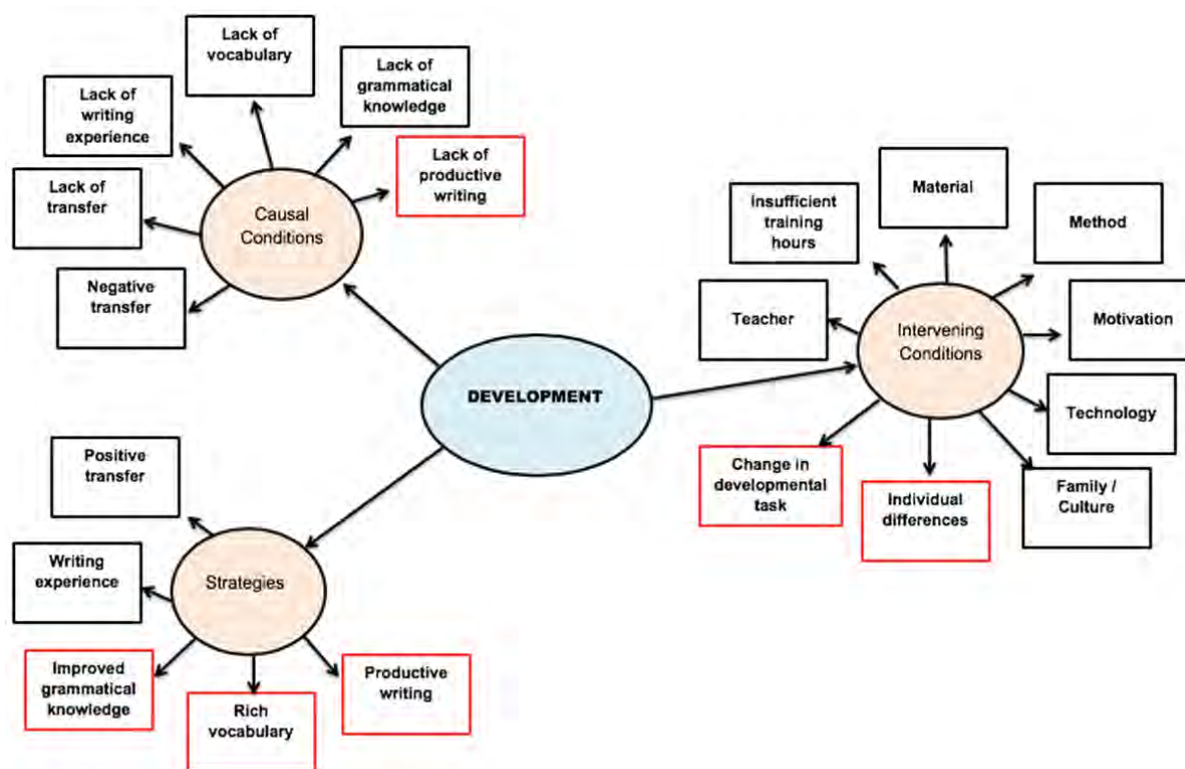 Lack of
vocabulary
Lack of
grammatical
knowledge
Lack of
writing
experience
Lack of
productive
writing
Lack of
transfer
Causal
Conditions
Negative
transfer
Material
Insufficient
training
hours
Method
Teacher
Intervening
Conditions
Motivation
DEVELOPMENT
Technology
Change in
developmental
task
Individual
differences
Family /
Culture
Positive
transfer
Writing
experience
Strategies
Improved
grammatical
knowledge
Rich
vocabulary
Productive
writing